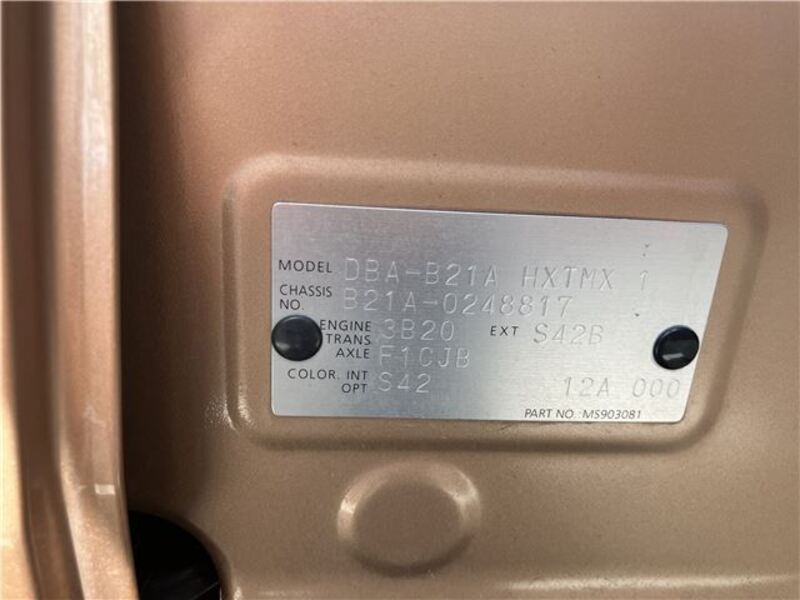 MODEL DBA-B21A HXTMX 1
CHASSIS NO. B21A-0248817
ENGINE 3B20 EXT S42B
TRANS AXLE F1CJB
COLOR. INT S42
OPT 12A 000
PART NO. MS903081